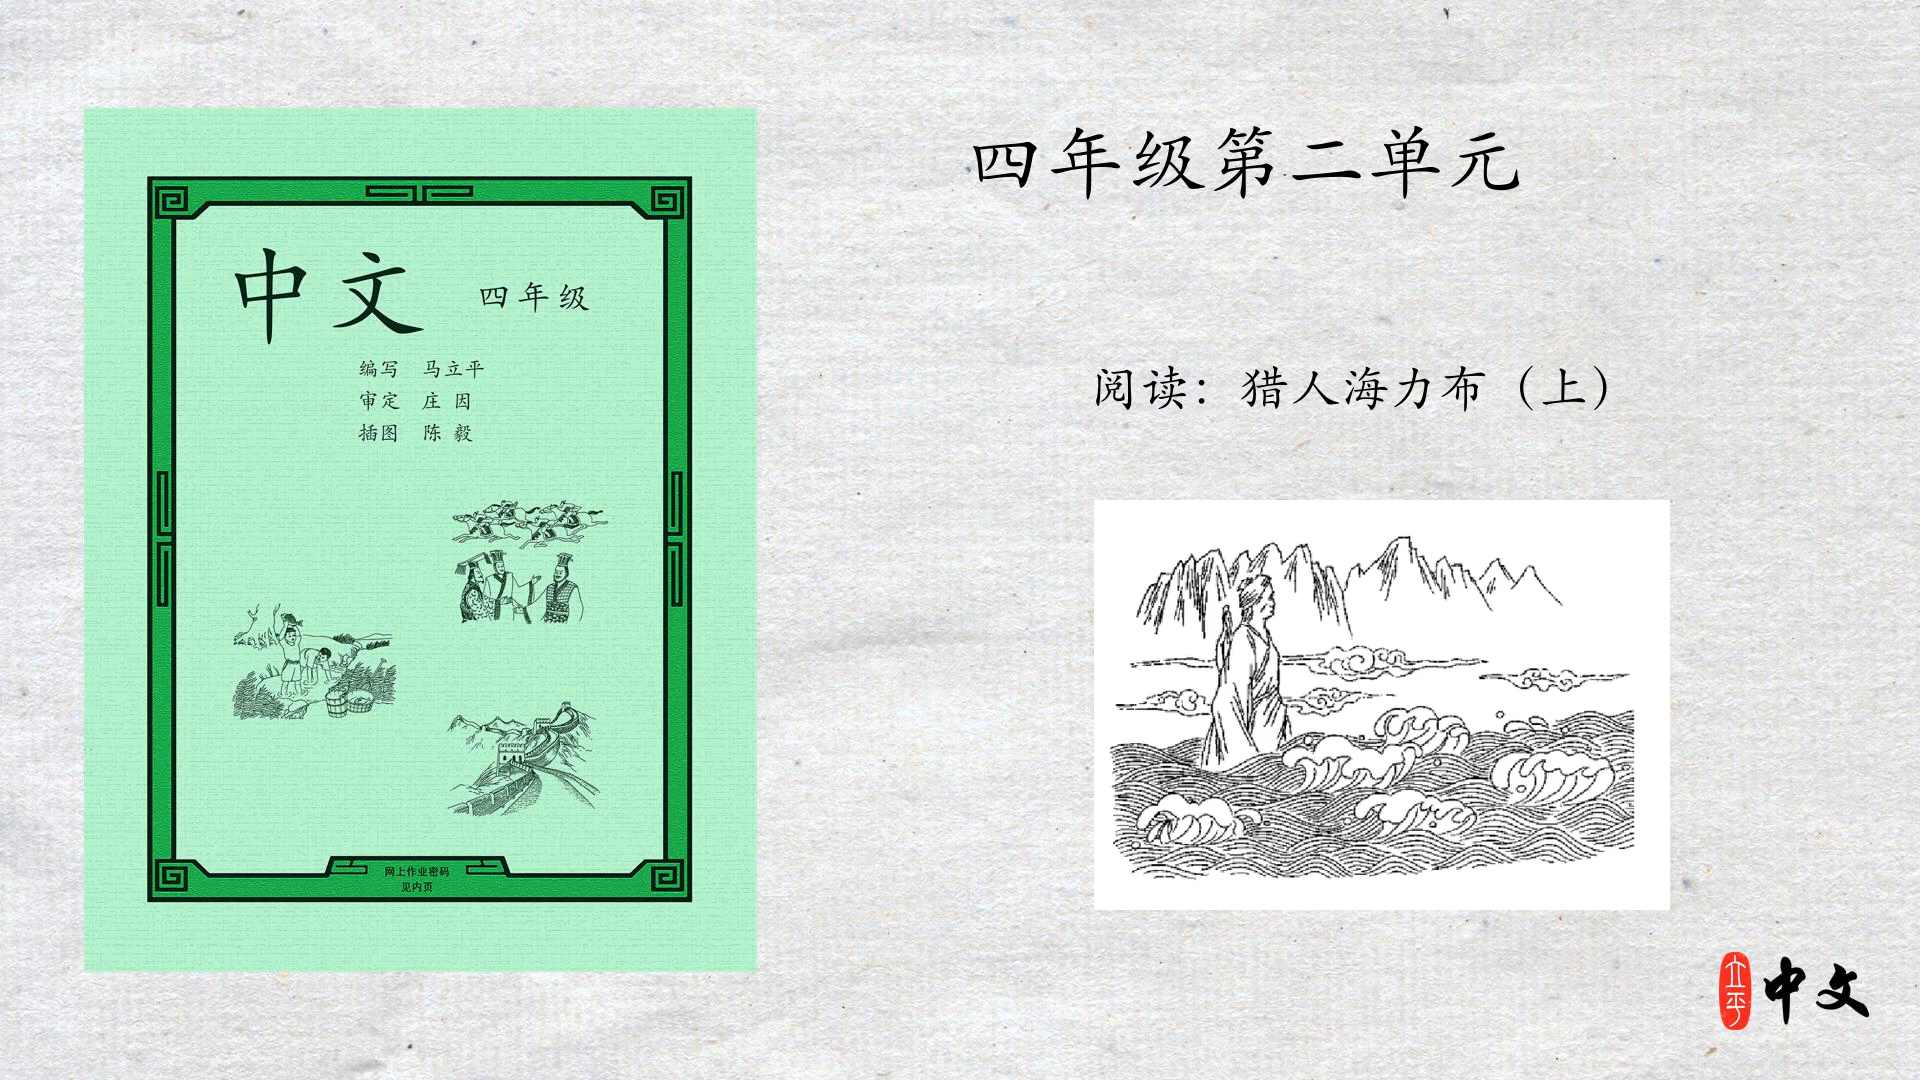 中文 四年级
编写 马立平
审定 庄因
插图 陈毅
网上作业密码
见内页
四年级第二单元
阅读：猎人海力布（上）
立平
中文